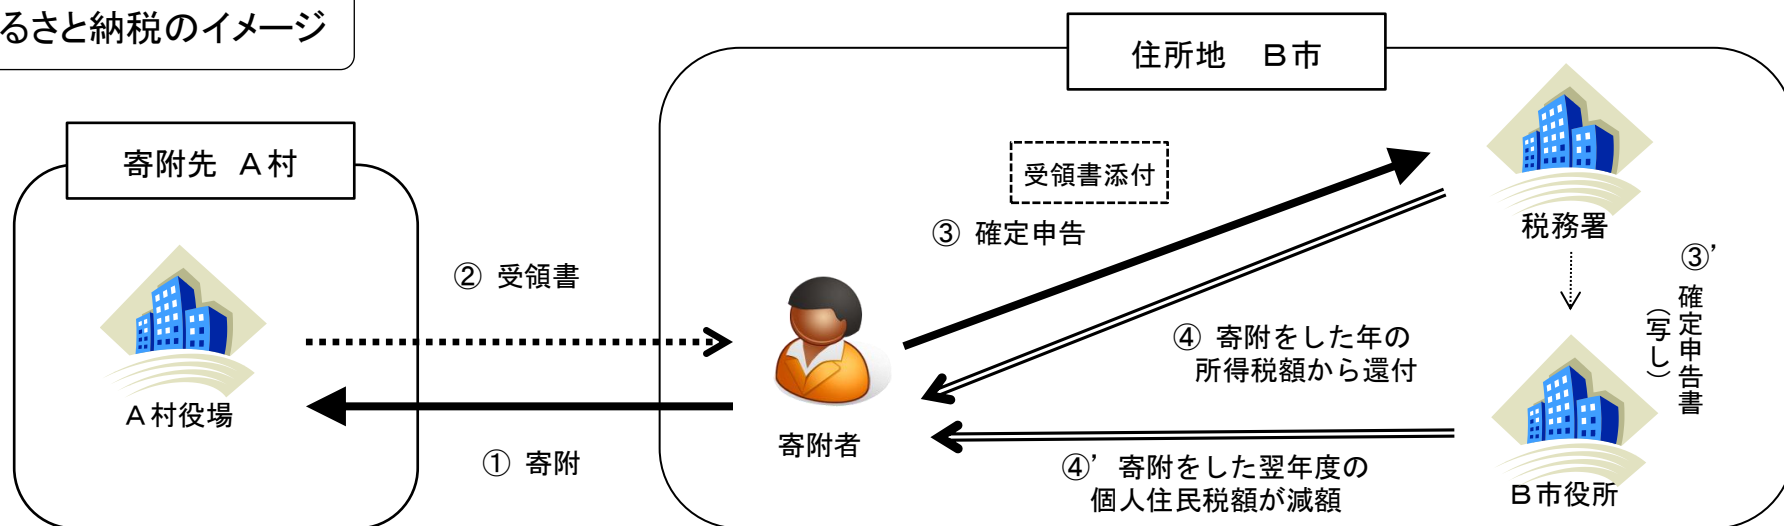 るさと納税のイメージ
住所地　B市
寄附先　A村
受領書添付
③ 確定申告
税務署
② 受領書
③’ 確定申告書
（写し）
④ 寄附をした年の
所得税額から還付
A村役場
寄附者
① 寄附
④’ 寄附をした翌年度の
個人住民税額が減額
B市役所